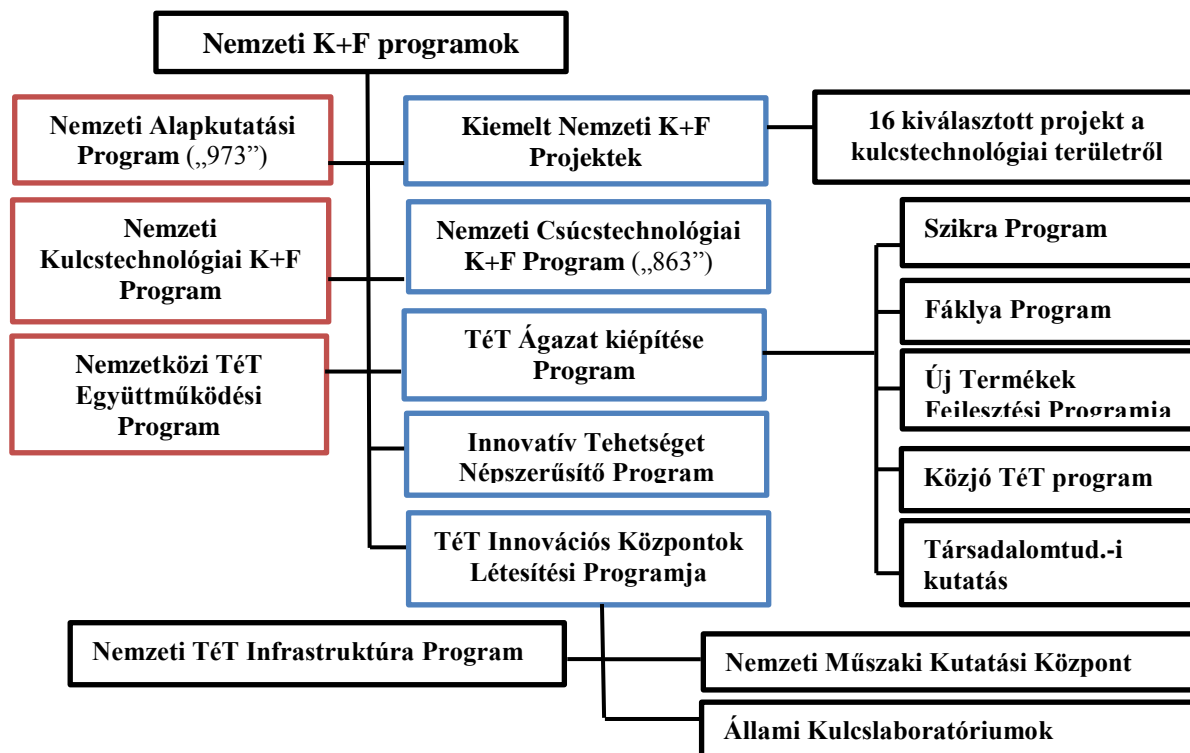 Nemzeti K+F programok
Nemzeti Alapkutatási
Program („973”)
Kiemelt Nemzeti K+F
Projektek
16 kiválasztott projekt a
kulcstechnológiai területről
Nemzeti
Kulcstechnológiai K+F
Program
Nemzeti Csúcstechnológiai
K+F Program („863”)
Szikra Program
Fáklya Program
Nemzetközi TéT
Együttműködési
Program
TéT Ágazat kiépítése
Program
Új Termékek
Fejlesztési Programja
Innovatív Tehetséget
Népszerűsítő Program
Közjó TéT program
TéT Innovációs Központok
Létesítési Programja
Társadalomtud.-i
kutatás
Nemzeti TéT Infrastruktúra Program
Nemzeti Műszaki Kutatási Központ
Állami Kulcslaboratóriumok